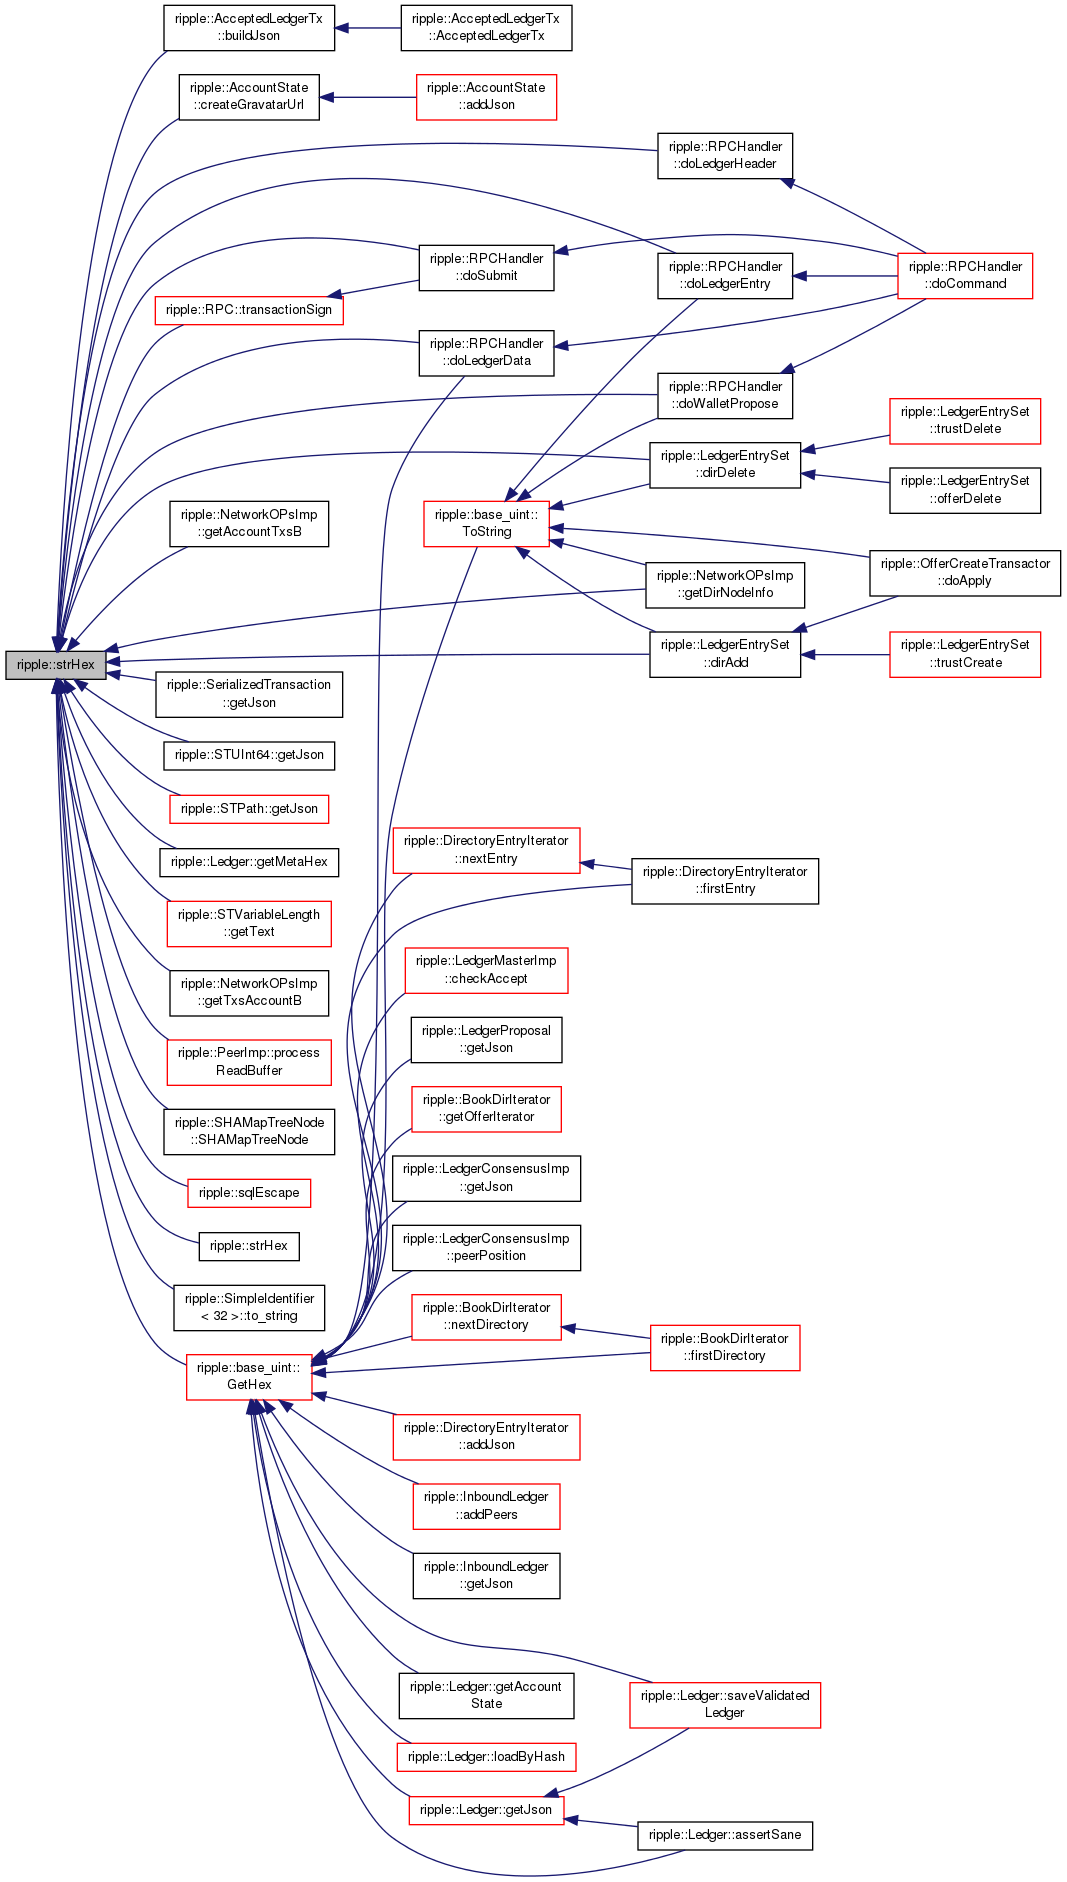 ripple::AcceptedLedgerTx
::buildJson
ripple::AcceptedLedgerTx
::AcceptedLedgerTx
ripple::AccountState
::createGravatarUrl
ripple::AccountState
::addJson
ripple::RPCHandler
::doLedgerHeader
ripple::RPCHandler
::doSubmit
ripple::RPCHandler
::doLedgerEntry
ripple::RPCHandler
::doCommand
ripple::RPC::transactionSign
ripple::RPCHandler
::doLedgerData
ripple::RPCHandler
::doWalletPropose
ripple::LedgerEntrySet
::trustDelete
ripple::LedgerEntrySet
::dirDelete
ripple::LedgerEntrySet
::offerDelete
ripple::NetworkOPsImp
::getAccountTxsB
ripple::base_uint::
ToString
ripple::OfferCreateTransactor
::doApply
ripple::NetworkOPsImp
::getDirNodeInfo
ripple::strHex
ripple::LedgerEntrySet
::dirAdd
ripple::LedgerEntrySet
::trustCreate
ripple::SerializedTransaction
::getJson
ripple::STUInt64::getJson
ripple::STPath::getJson
ripple::Ledger::getMetaHex
ripple::DirectoryEntryIterator
::nextEntry
ripple::DirectoryEntryIterator
::firstEntry
ripple::STVariableLength
::getText
ripple::LedgerMasterImp
::checkAccept
ripple::NetworkOPsImp
::getTxsAccountB
ripple::LedgerProposal
::getJson
ripple::PeerImp::process
ReadBuffer
ripple::BookDirIterator
::getOfferIterator
ripple::SHAMapTreeNode
::SHAMapTreeNode
ripple::LedgerConsensusImp
::getJson
ripple::sqlEscape
ripple::strHex
ripple::LedgerConsensusImp
::peerPosition
ripple::SimpleIdentifier
< 32 >::to_string
ripple::BookDirIterator
::nextDirectory
ripple::BookDirIterator
::firstDirectory
ripple::base_uint::
GetHex
ripple::DirectoryEntryIterator
::addJson
ripple::InboundLedger
::addPeers
ripple::InboundLedger
::getJson
ripple::Ledger::getAccount
State
ripple::Ledger::saveValidated
Ledger
ripple::Ledger::loadByHash
ripple::Ledger::getJson
ripple::Ledger::assertSane